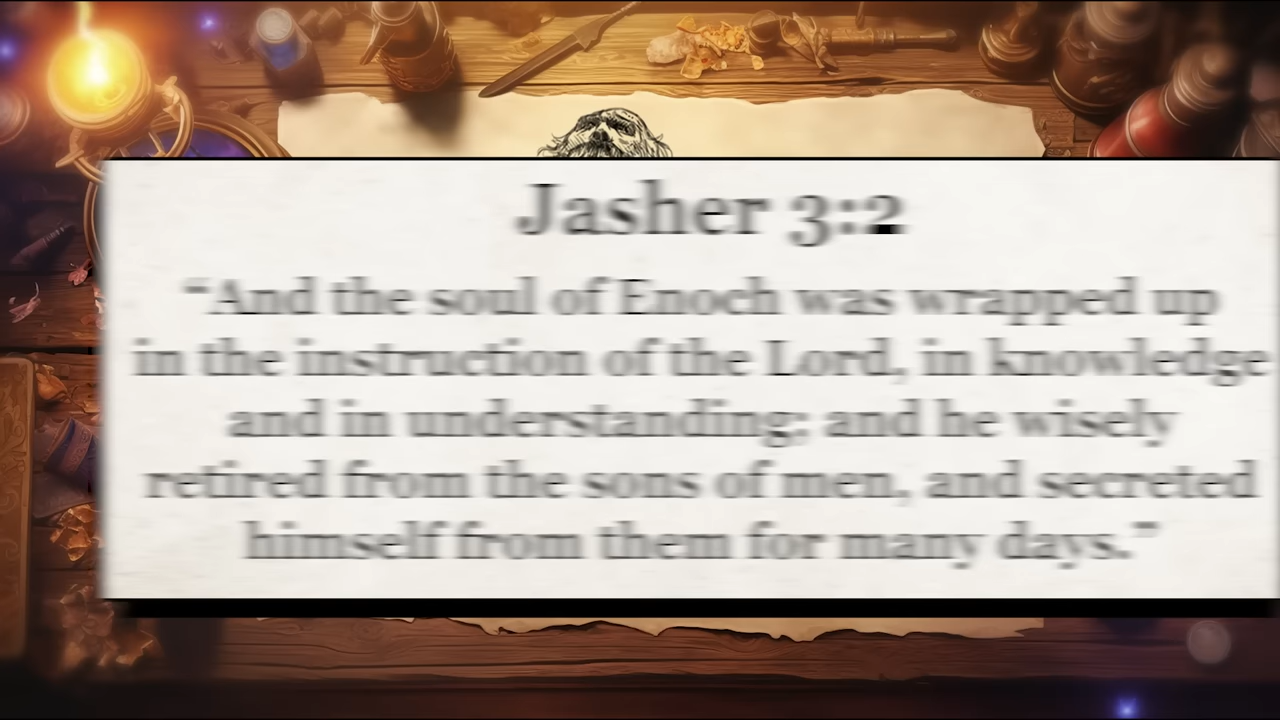 Jasher 3:2
“And the soul of Enoch was wrapped up
in the instruction of the Lord, in knowledge
and in understanding; and he wisely
retired from the sons of men, and secreted
himself from them for many days.”